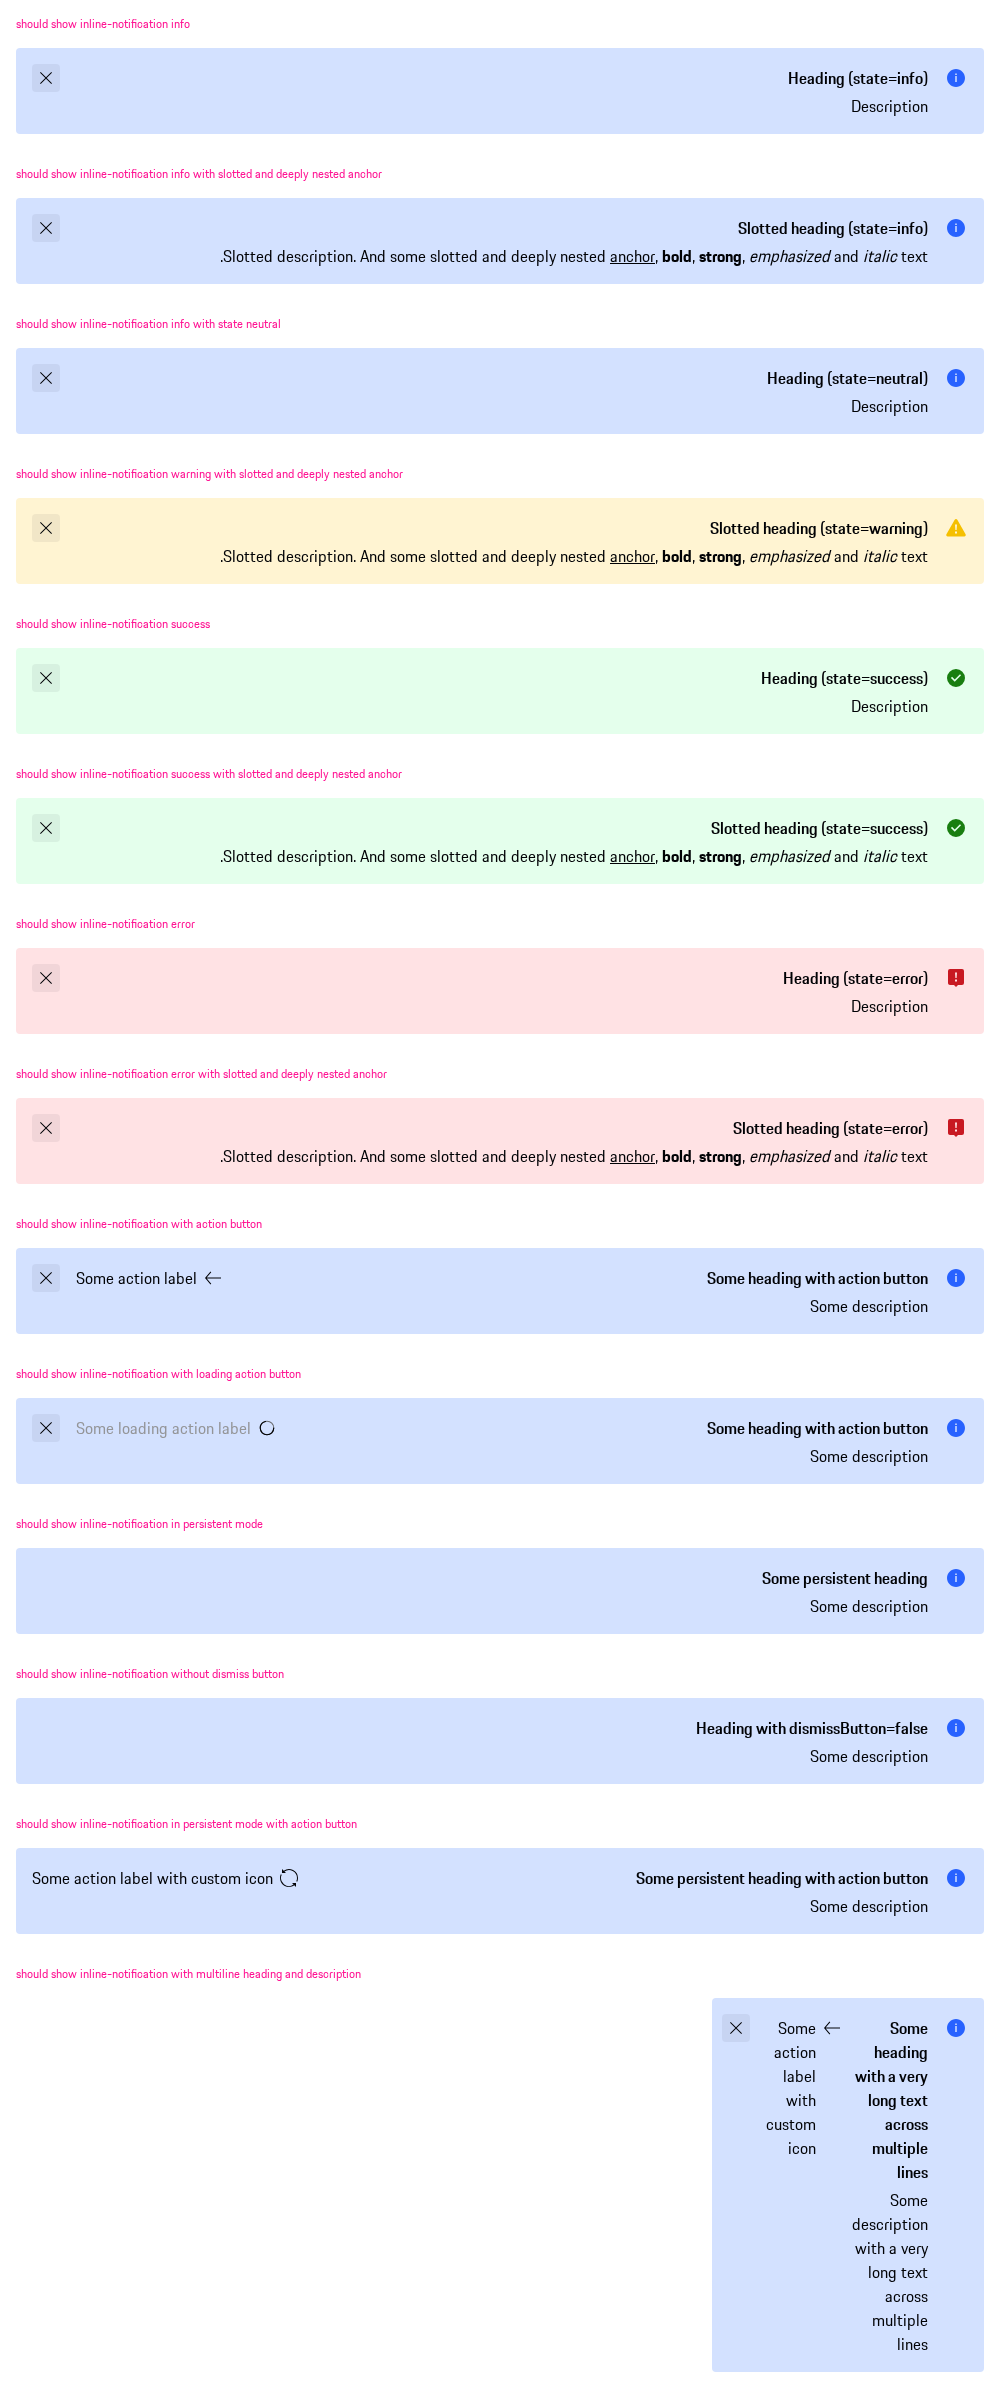 should show inline-notification info
Heading (state=info)
Description
should show inline-notification info with slotted and deeply nested anchor
Slotted heading (state=info)
.Slotted description. And some slotted and deeply nested anchor, bold, strong, emphasized and italic text
should show inline-notification info with state neutral
Heading (state=neutral)
Description
should show inline-notification warning with slotted and deeply nested anchor
Slotted heading (state=warning)
.Slotted description. And some slotted and deeply nested anchor, bold, strong, emphasized and italic text
should show inline-notification success
Heading (state=success)
Description
should show inline-notification success with slotted and deeply nested anchor
Slotted heading (state=success)
.Slotted description. And some slotted and deeply nested anchor, bold, strong, emphasized and italic text
should show inline-notification error
Heading (state=error)
Description
should show inline-notification error with slotted and deeply nested anchor
Slotted heading (state=error)
.Slotted description. And some slotted and deeply nested anchor, bold, strong, emphasized and italic text
should show inline-notification with action button
Some action label
Some heading with action button
Some description
should show inline-notification with loading action button
Some loading action label
Some heading with action button
Some description
should show inline-notification in persistent mode
Some persistent heading
Some description
should show inline-notification without dismiss button
Heading with dismissButton=false
Some description
should show inline-notification in persistent mode with action button
Some action label with custom icon
Some persistent heading with action button
Some description
should show inline-notification with multiline heading and description
Some
action
label
with
custom
icon
Some
heading
with a very
long text
across
multiple
lines
Some
description
with a very
long text
across
multiple
lines